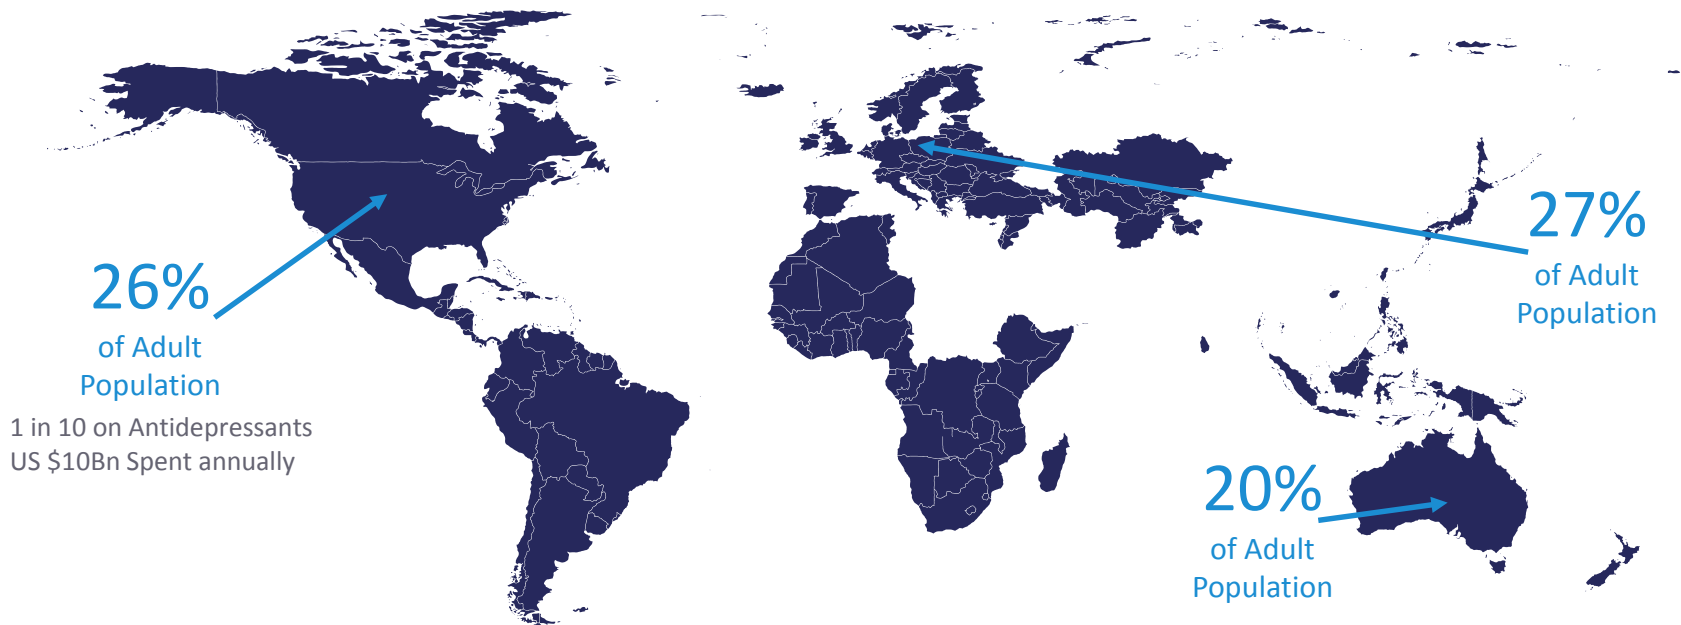 26%
of Adult
Population
1 in 10 on Antidepressants
US $10Bn Spent annually
27%
of Adult
Population
20%
of Adult
Population